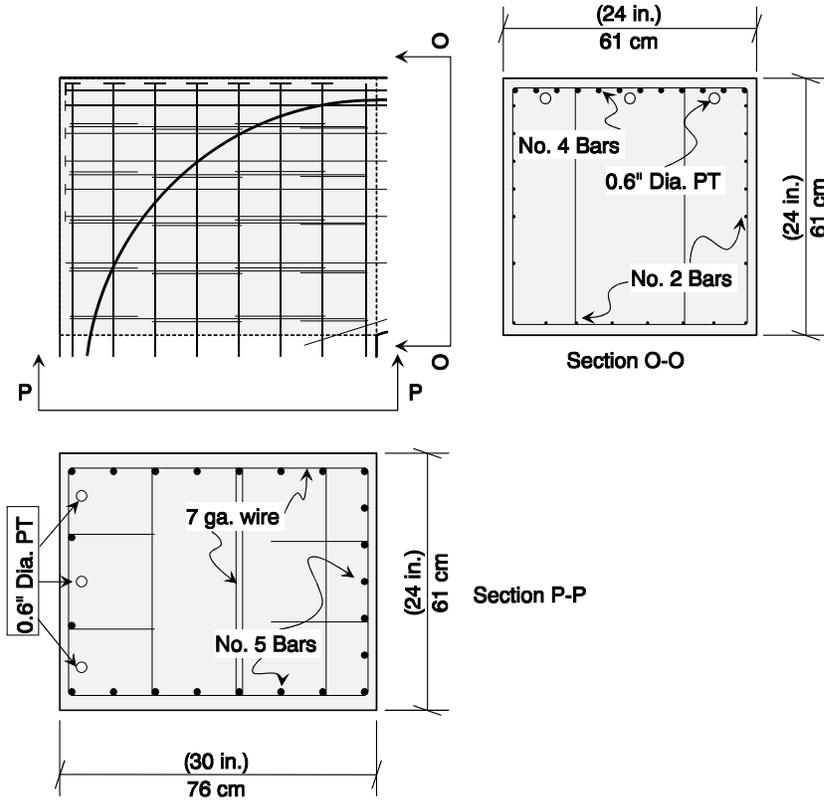 O
O
P
P
(24 in.)
61 cm
No. 4 Bars
0.6" Dia. PT
No. 2 Bars
(24 in.)
61 cm
Section O-O
0.6" Dia. PT
7 ga. wire
No. 5 Bars
(24 in.)
61 cm
Section P-P
(30 in.)
76 cm